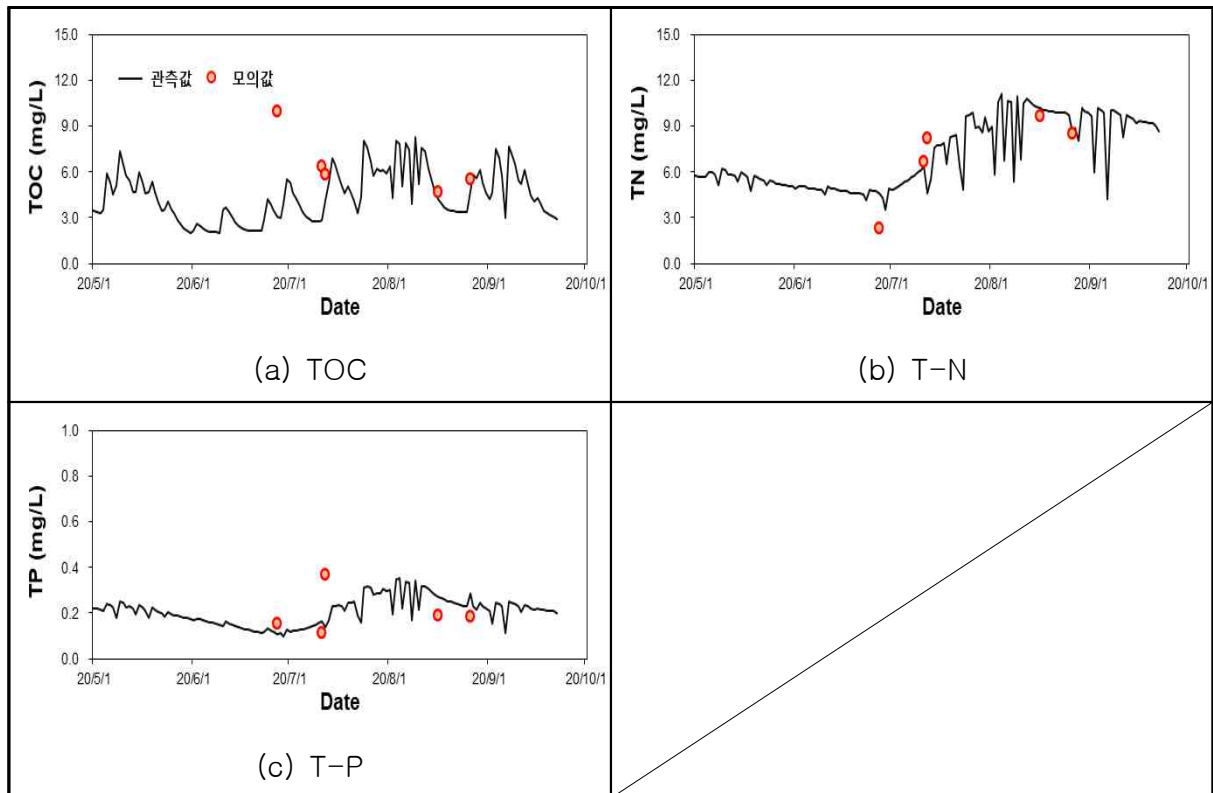 15.0
12.0
9.0
6.0
3.0
0.0
TOC (mg/L)
관측값 모의값
20/5/1 20/6/1 20/7/1 20/8/1 20/9/1 20/10/1
Date
(a) TOC
15.0
12.0
9.0
6.0
3.0
0.0
TN (mg/L)
20/5/1 20/6/1 20/7/1 20/8/1 20/9/1 20/10/1
Date
(b) T-N
1.0
0.8
0.6
0.4
0.2
0.0
TP (mg/L)
20/5/1 20/6/1 20/7/1 20/8/1 20/9/1 20/10/1
Date
(c) T-P